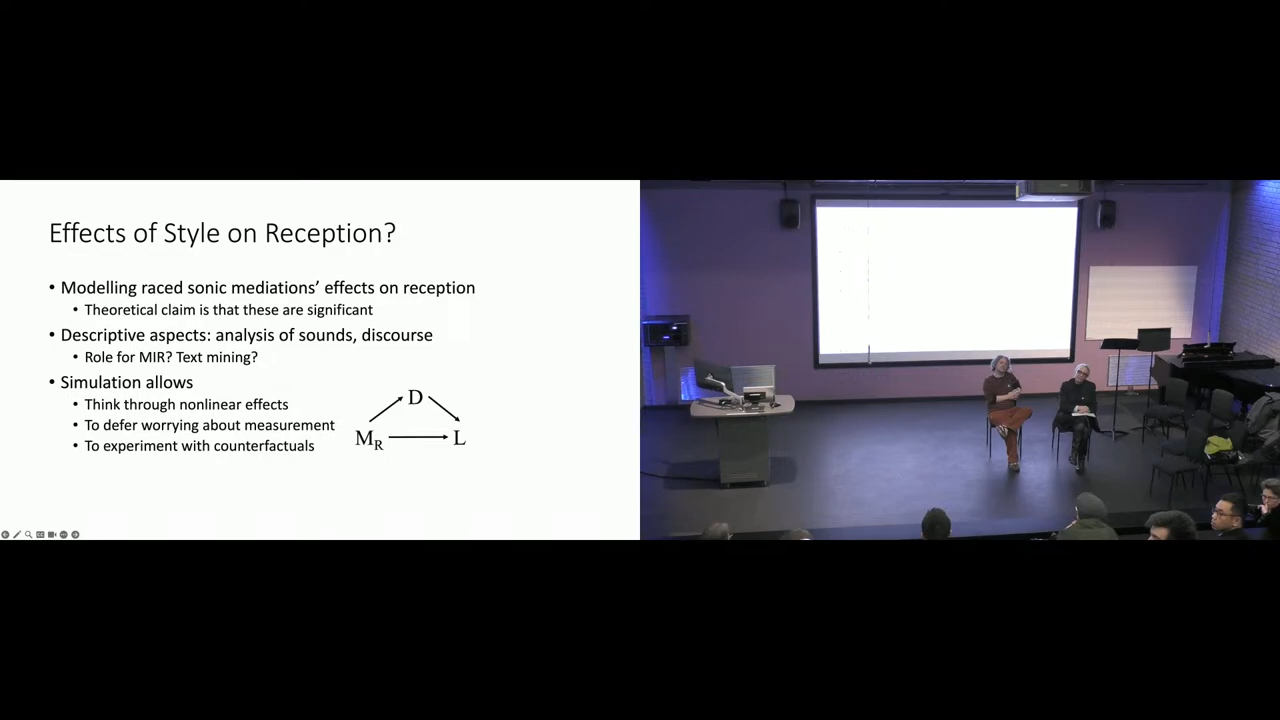 Effects of Style on Reception?
• Modelling raced sonic mediations' effects on reception
• Theoretical claim is that these are significant
• Descriptive aspects: analysis of sounds, discourse
• Role for MIR? Text mining?
• Simulation allows
• Think through nonlinear effects
• To defer worrying about measurement
• To experiment with counterfactuals
D
M_R L